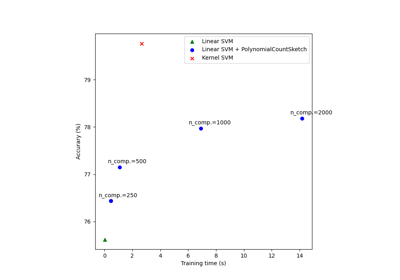 Linear SVM
Linear SVM + PolynomialCountSketch
Kernel SVM
79
78
77
76
Accurary (%)
n_comp.=2000
n_comp.=1000
n_comp.=500
n_comp.=250
0 2 4 6 8 10 12 14
Training time (s)